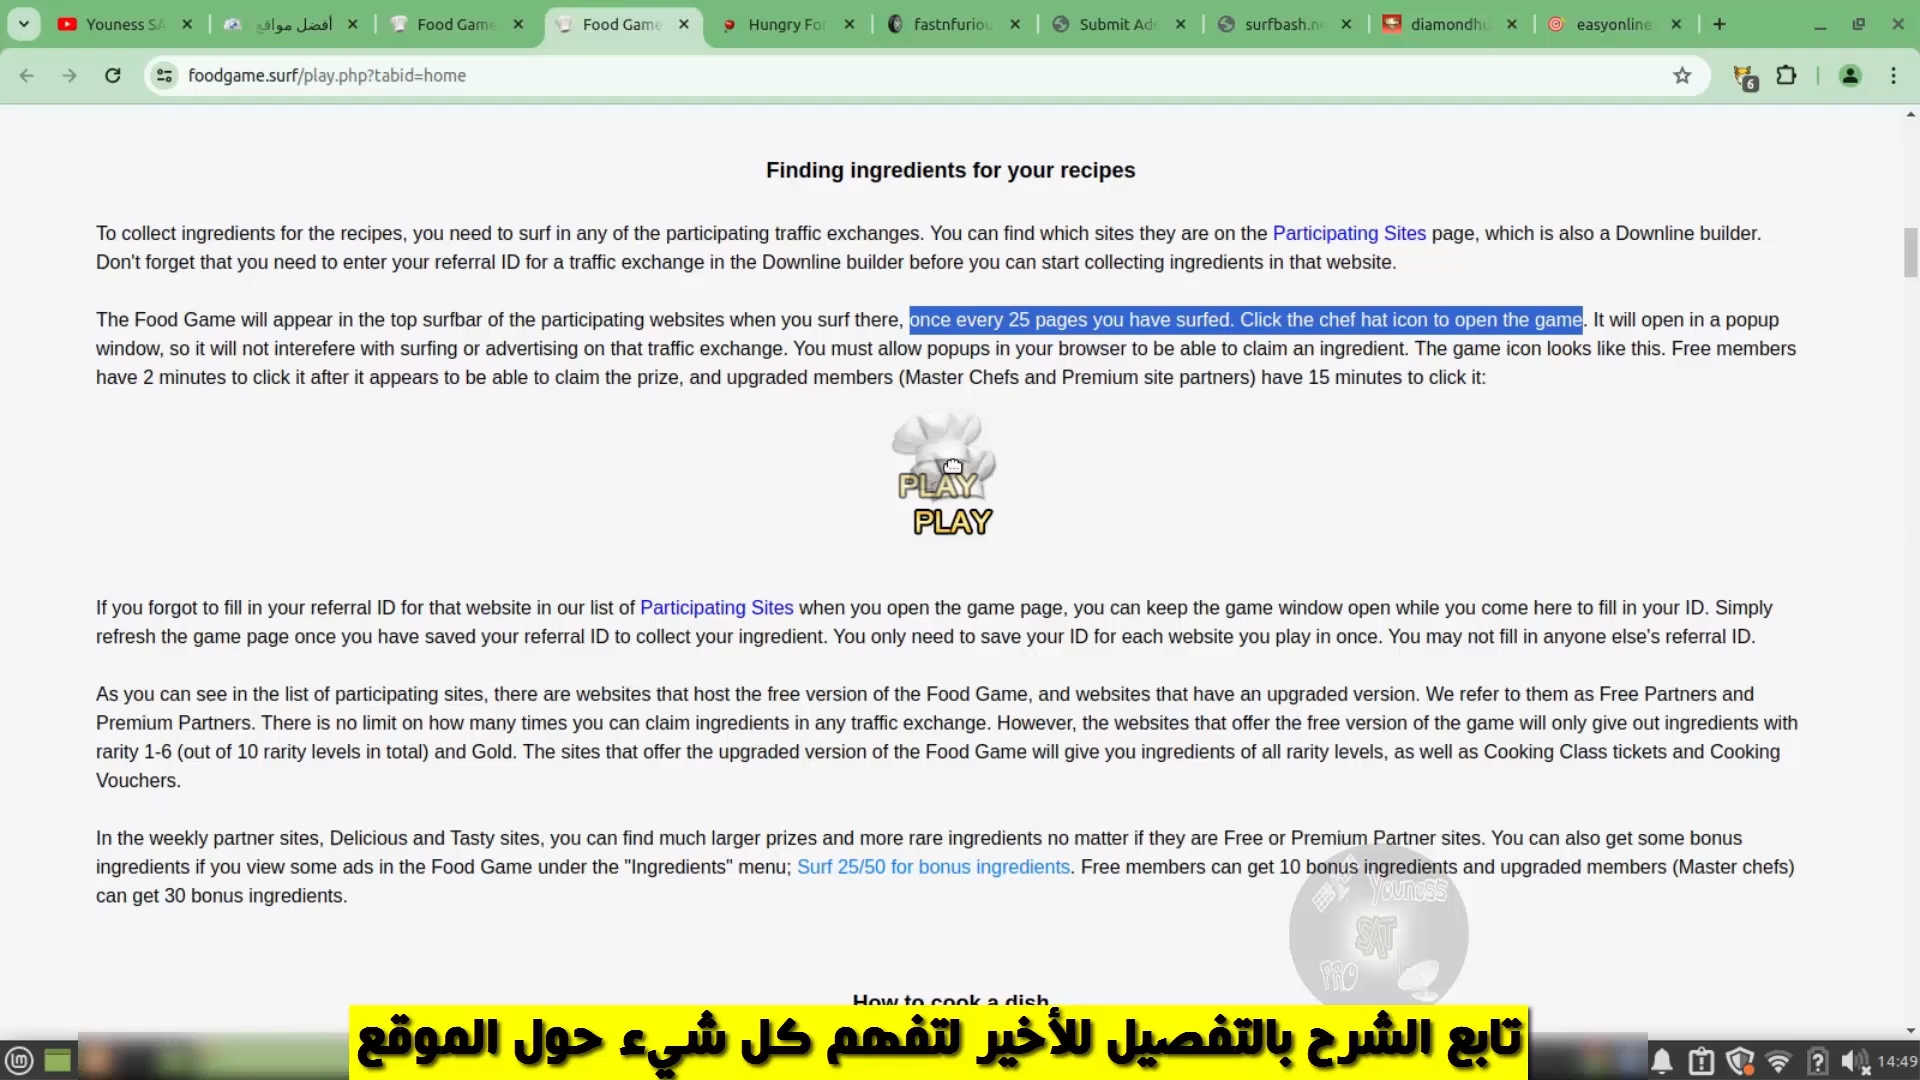 Youness SA
أفضل مواقع
Food Game
Food Game
Hungry For
fastnfuriou
Submit Ads
surfbash.ne
diamondhu
easyonline
foodgame.surf/play.php?tabid=home
6
Finding ingredients for your recipes
To collect ingredients for the recipes, you need to surf in any of the participating traffic exchanges. You can find which sites they are on the Participating Sites page, which is also a Downline builder.
Don't forget that you need to enter your referral ID for a traffic exchange in the Downline builder before you can start collecting ingredients in that website.
The Food Game will appear in the top surfbar of the participating websites when you surf there, once every 25 pages you have surfed. Click the chef hat icon to open the game. It will open in a popup
window, so it will not interefere with surfing or advertising on that traffic exchange. You must allow popups in your browser to be able to claim an ingredient. The game icon looks like this. Free members
have 2 minutes to click it after it appears to be able to claim the prize, and upgraded members (Master Chefs and Premium site partners) have 15 minutes to click it:
PLAY
PLAY
If you forgot to fill in your referral ID for that website in our list of Participating Sites when you open the game page, you can keep the game window open while you come here to fill in your ID. Simply
refresh the game page once you have saved your referral ID to collect your ingredient. You only need to save your ID for each website you play in once. You may not fill in anyone else's referral ID.
As you can see in the list of participating sites, there are websites that host the free version of the Food Game, and websites that have an upgraded version. We refer to them as Free Partners and
Premium Partners. There is no limit on how many times you can claim ingredients in any traffic exchange. However, the websites that offer the free version of the game will only give out ingredients with
rarity 1-6 (out of 10 rarity levels in total) and Gold. The sites that offer the upgraded version of the Food Game will give you ingredients of all rarity levels, as well as Cooking Class tickets and Cooking
Vouchers.
In the weekly partner sites, Delicious and Tasty sites, you can find much larger prizes and more rare ingredients no matter if they are Free or Premium Partner sites. You can also get some bonus
ingredients if you view some ads in the Food Game under the "Ingredients" menu; Surf 25/50 for bonus ingredients. Free members can get 10 bonus ingredients and upgraded members (Master chefs)
can get 30 bonus ingredients.
Youness
SAT
PRO
How to cook a dish
تابع الشرح بالتفصيل للأخير لتفهم كل شيء حول الموقع
14:49